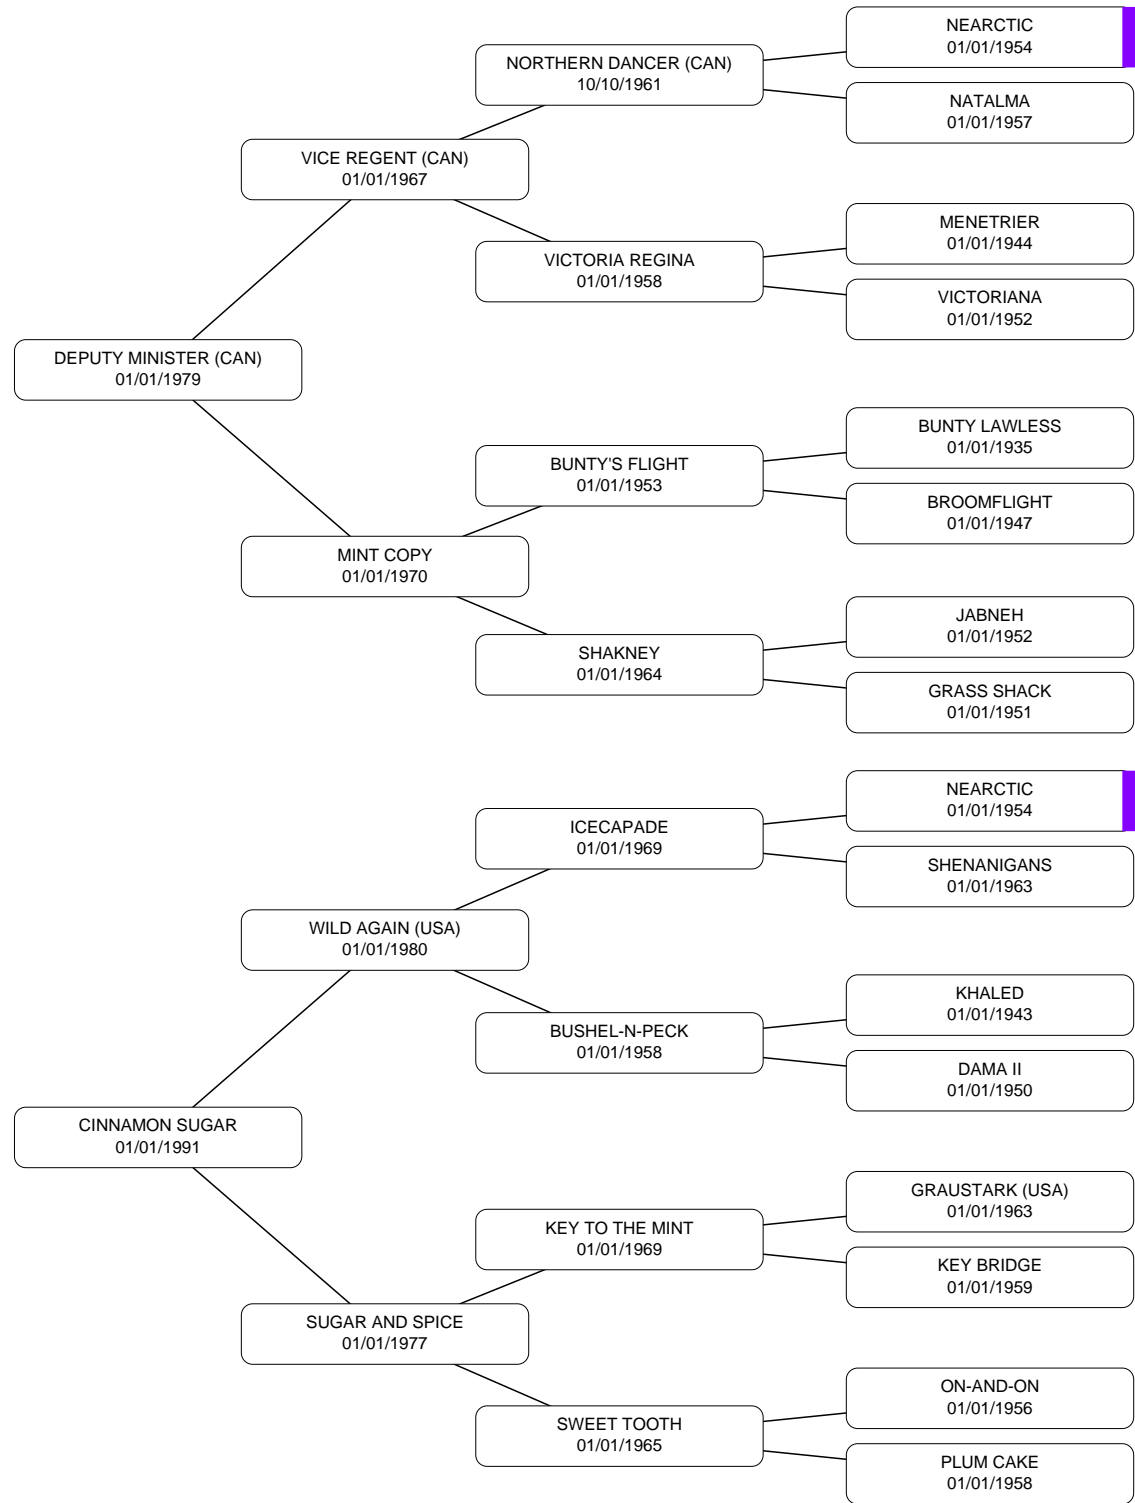 NEARCTIC
01/01/1954
NORTHERN DANCER (CAN)
10/10/1961
NATALMA
01/01/1957
VICE REGENT (CAN)
01/01/1967
MENETRIER
01/01/1944
VICTORIA REGINA
01/01/1958
VICTORIANA
01/01/1952
DEPUTY MINISTER (CAN)
01/01/1979
BUNTY LAWLESS
01/01/1935
BUNTY'S FLIGHT
01/01/1953
BROOMFLIGHT
01/01/1947
MINT COPY
01/01/1970
JABNEH
01/01/1952
SHAKNEY
01/01/1964
GRASS SHACK
01/01/1951
NEARCTIC
01/01/1954
ICECAPADE
01/01/1969
SHENANIGANS
01/01/1963
WILD AGAIN (USA)
01/01/1980
KHALED
01/01/1943
BUSHEL-N-PECK
01/01/1958
DAMA II
01/01/1950
CINNAMON SUGAR
01/01/1991
GRAUSTARK (USA)
01/01/1963
KEY TO THE MINT
01/01/1969
KEY BRIDGE
01/01/1959
SUGAR AND SPICE
01/01/1977
ON-AND-ON
01/01/1956
SWEET TOOTH
01/01/1965
PLUM CAKE
01/01/1958